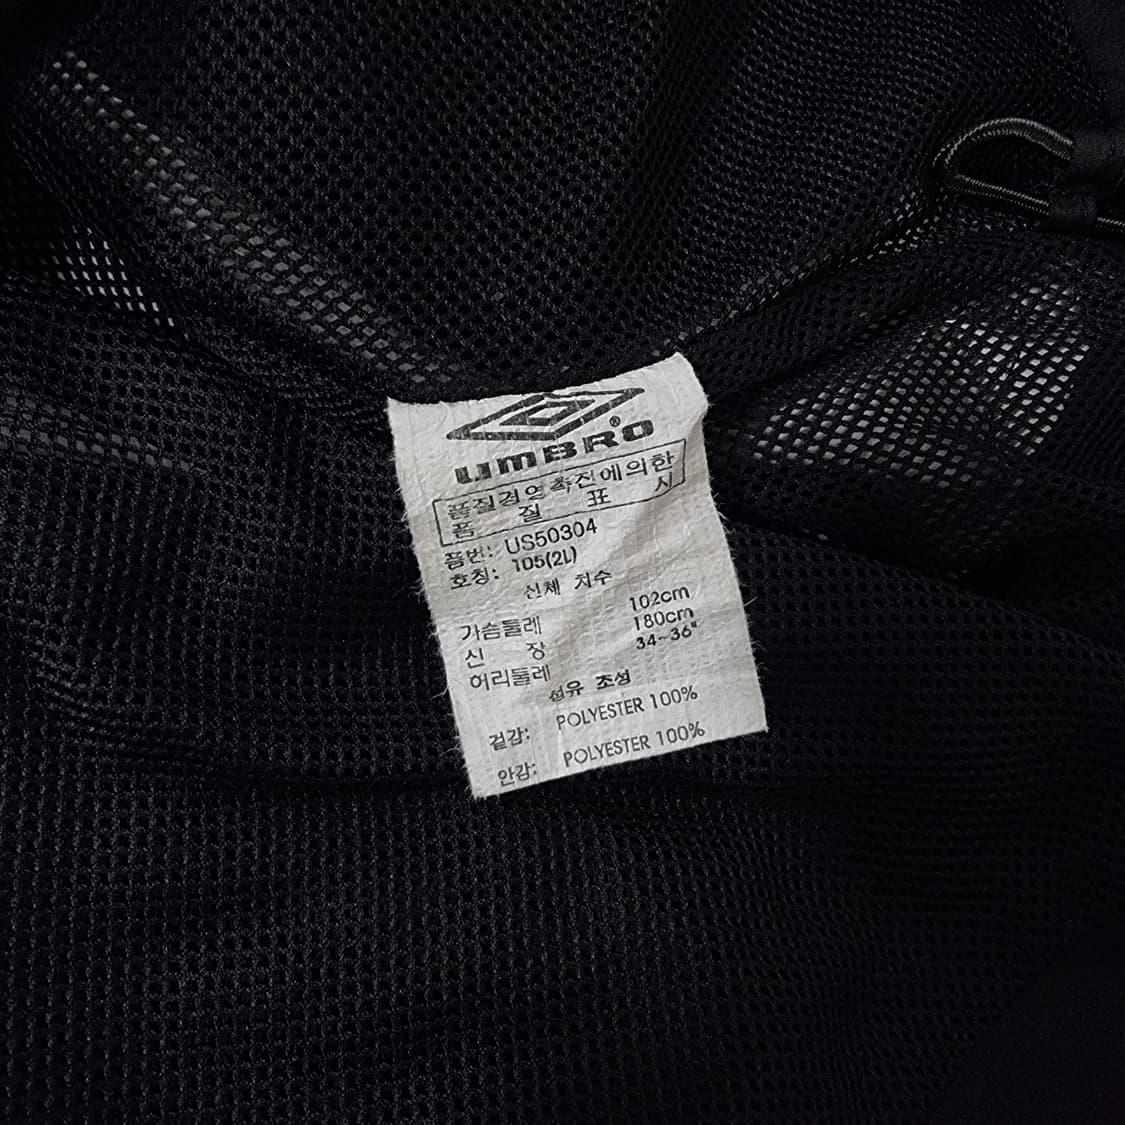 UMBRO®
품질경영촉진에의한
품 질 표 시
품번: US50304
호칭: 105(2L)
신체 치수
가슴둘레 102cm
신 장 180cm
허리둘레 34~36"
섬유 조성
겉감: POLYESTER 100%
안감: POLYESTER 100%